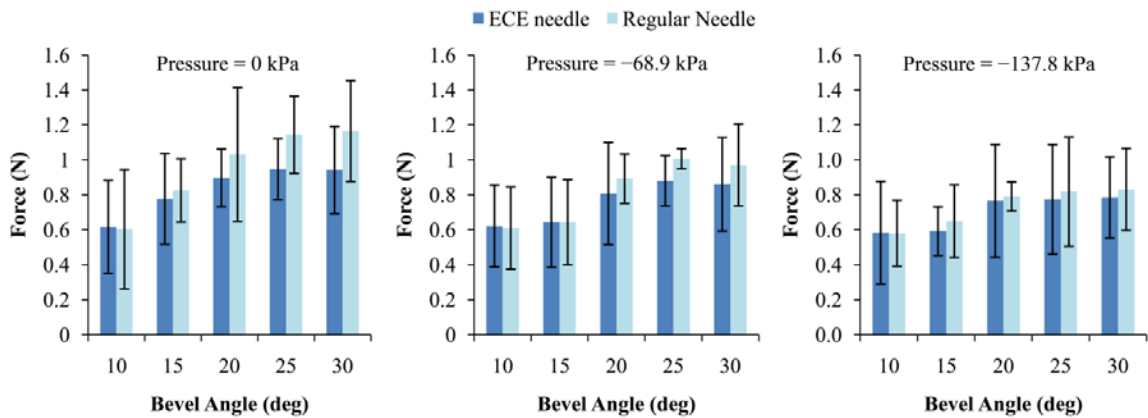 ECE needle Regular Needle
Pressure = 0 kPa
1.6
1.4
1.2
1
0.8
0.6
0.4
0.2
0
Force (N)
10 15 20 25 30
Bevel Angle (deg)
Pressure = −68.9 kPa
1.6
1.4
1.2
1
0.8
0.6
0.4
0.2
0
Force (N)
10 15 20 25 30
Bevel Angle (deg)
Pressure = −137.8 kPa
1.6
1.4
1.2
1.0
0.8
0.6
0.4
0.2
0.0
Force (N)
10 15 20 25 30
Bevel Angle (deg)